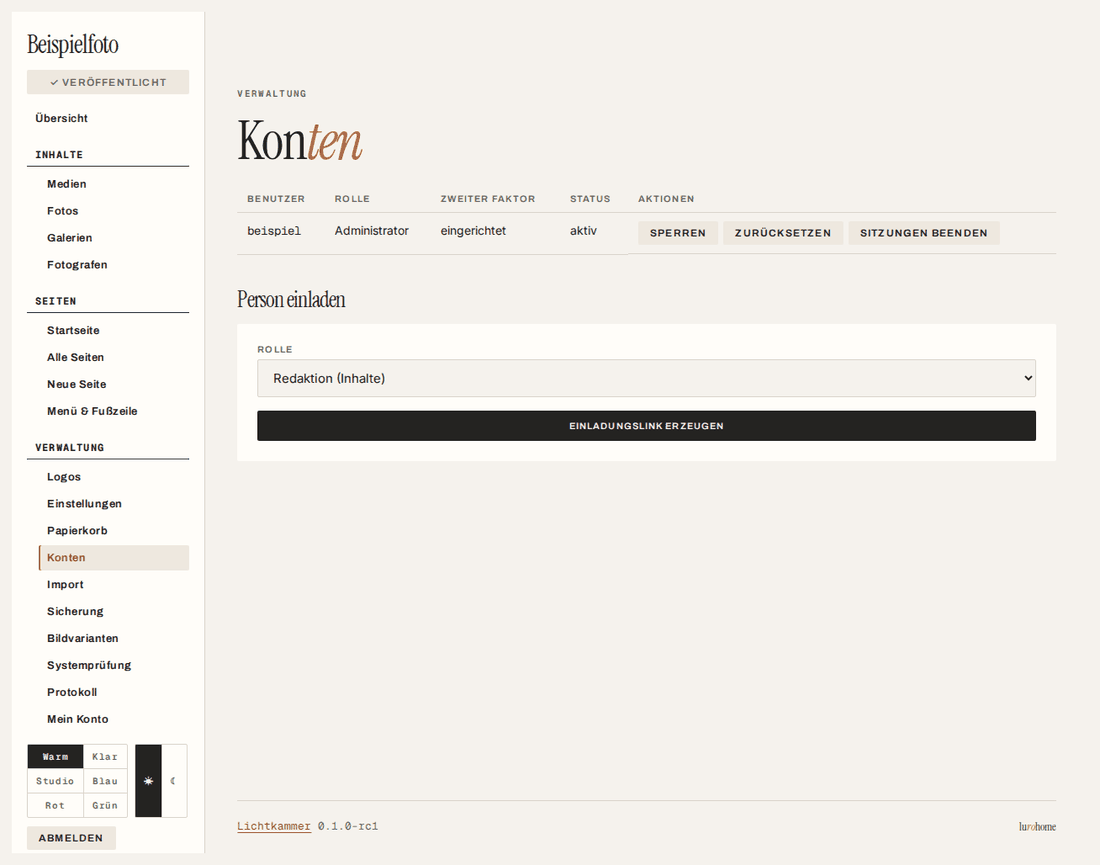 Beispielfoto
✓ VERÖFFENTLICHT
Übersicht
INHALTE
Medien
Fotos
Galerien
Fotografen
SEITEN
Startseite
Alle Seiten
Neue Seite
Menü & Fußzeile
VERWALTUNG
Logos
Einstellungen
Papierkorb
Konten
Import
Sicherung
Bildvarianten
Systemprüfung
Protokoll
Mein Konto
Warm Klar
Studio Blau
Rot Grün
☀ ☾
ABMELDEN
VERWALTUNG
Konten
BENUTZER ROLLE ZWEITER FAKTOR STATUS AKTIONEN
beispiel Administrator eingerichtet aktiv SPERREN ZURÜCKSETZEN SITZUNGEN BEENDEN
Person einladen
ROLLE
Redaktion (Inhalte)
EINLADUNGSLINK ERZEUGEN
Lichtkammer 0.1.0-rc1
lurohome